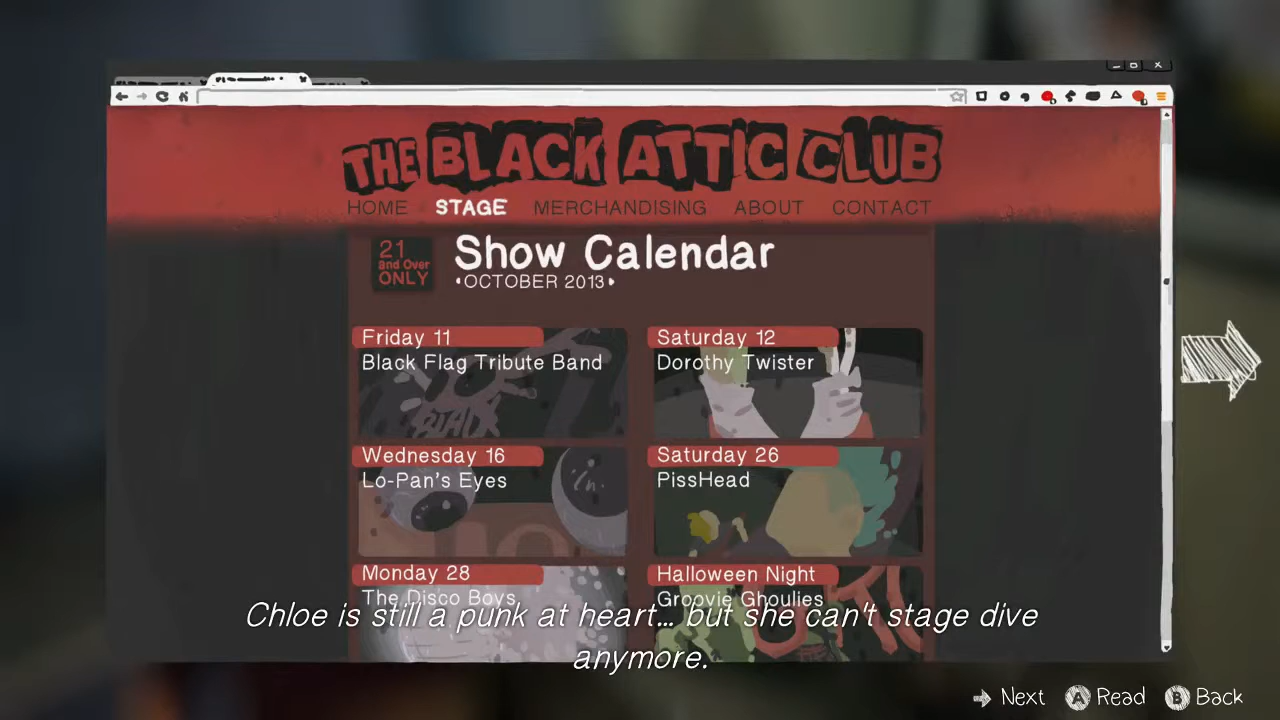 THE BLACK ATTIC CLUB
HOME STAGE MERCHANDISING ABOUT CONTACT
21
and Over
ONLY
Show Calendar
OCTOBER 2013
Friday 11
Black Flag Tribute Band
Saturday 12
Dorothy Twister
Wednesday 16
Lo-Pan's Eyes
Saturday 26
PissHead
Monday 28
The Disco Boys
Halloween Night
Groovie Ghoulies
Chloe is still a punk at heart... but she can't stage dive
anymore.
Next A Read B Back